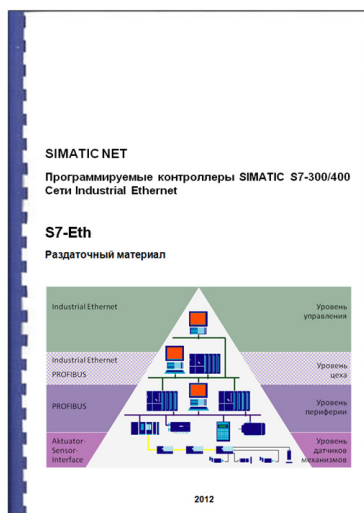 SIMATIC NET
Программируемые контроллеры SIMATIC S7-300/400
Сети Industrial Ethernet
S7-Eth
Раздаточный материал
Industrial Ethernet
Уровень
управления
Industrial Ethernet
PROFIBUS
Уровень
цеха
PROFIBUS
Уровень
периферии
Aktuator-
Sensor-
Interface
Уровень
датчиков
механизмов
2012